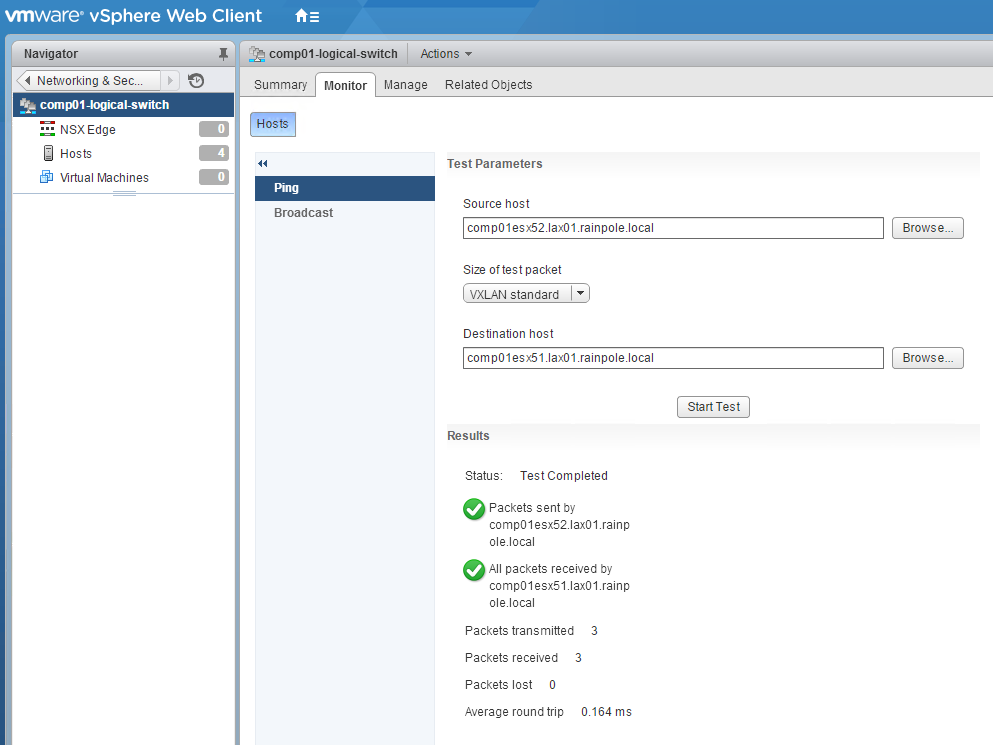 vmware® vSphere Web Client
Navigator
Networking & Sec...
comp01-logical-switch
NSX Edge 0
Hosts 4
Virtual Machines 0
comp01-logical-switch Actions
Summary Monitor Manage Related Objects
Hosts
Ping
Broadcast
Test Parameters
Source host
comp01esx52.lax01.rainpole.local Browse...
Size of test packet
VXLAN standard
Destination host
comp01esx51.lax01.rainpole.local Browse...
Start Test
Results
Status: Test Completed
Packets sent by
comp01esx52.lax01.rainp
ole.local
All packets received by
comp01esx51.lax01.rainp
ole.local
Packets transmitted 3
Packets received 3
Packets lost 0
Average round trip 0.164 ms